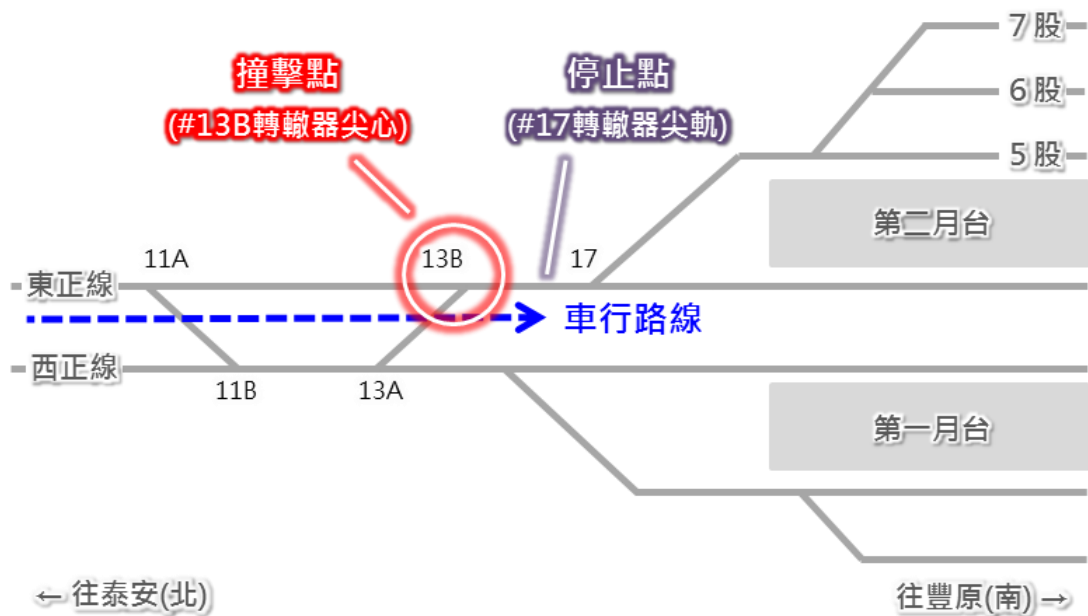 7股
撞擊點
(#13B轉轍器尖心)
停止點
(#17轉轍器尖軌)
6股
5股
第二月台
11A
13B
17
東正線
車行路線
西正線
11B
13A
第一月台
← 往泰安(北)
往豐原(南) →